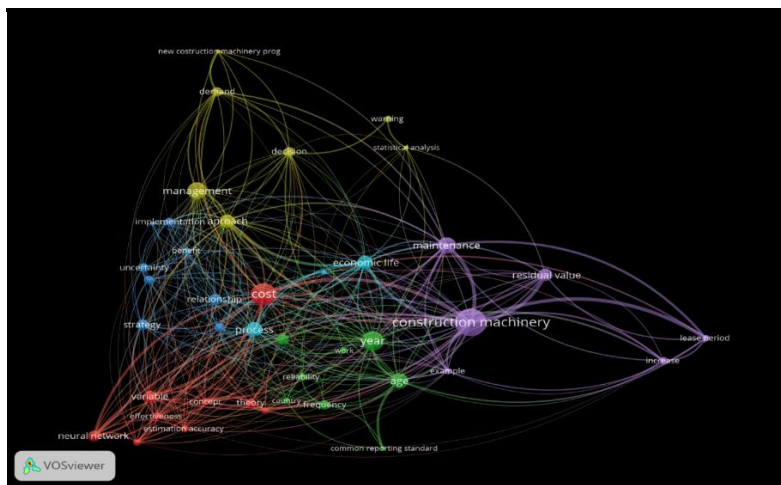 new costruction machinery prog
demand
warning
statistical analysis
decision
management
implementation
aproach
benefit
maintenance
economic life
uncertainty
residual value
cost
relationship
construction machinery
strategy
process
year
lease period
work
increase
example
reliability
age
variable
concept
theory
country
frequency
effectiveness
estimation accuracy
neural network
common reporting standard
VOSviewer